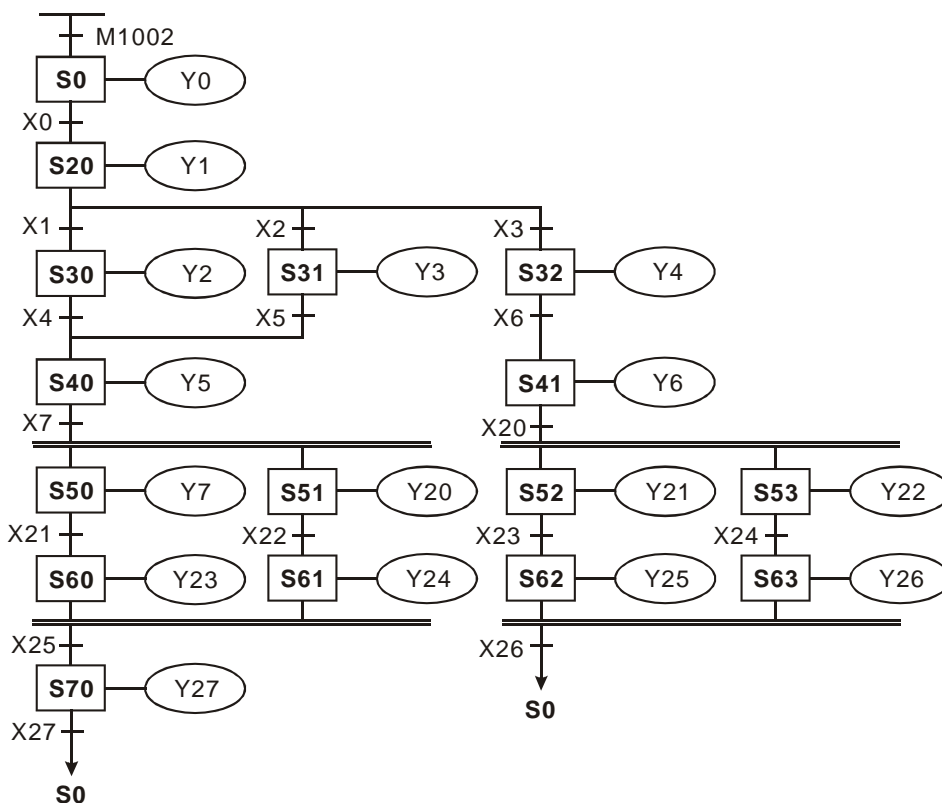 M1002
S0 Y0
X0
S20 Y1
X1 X2 X3
S30 Y2 S31 Y3 S32 Y4
X4 X5 X6
S40 Y5 S41 Y6
X7 X20
S50 Y7 S51 Y20 S52 Y21 S53 Y22
X21 X22 X23 X24
S60 Y23 S61 Y24 S62 Y25 S63 Y26
X25 X26
S70 Y27 S0
X27
S0